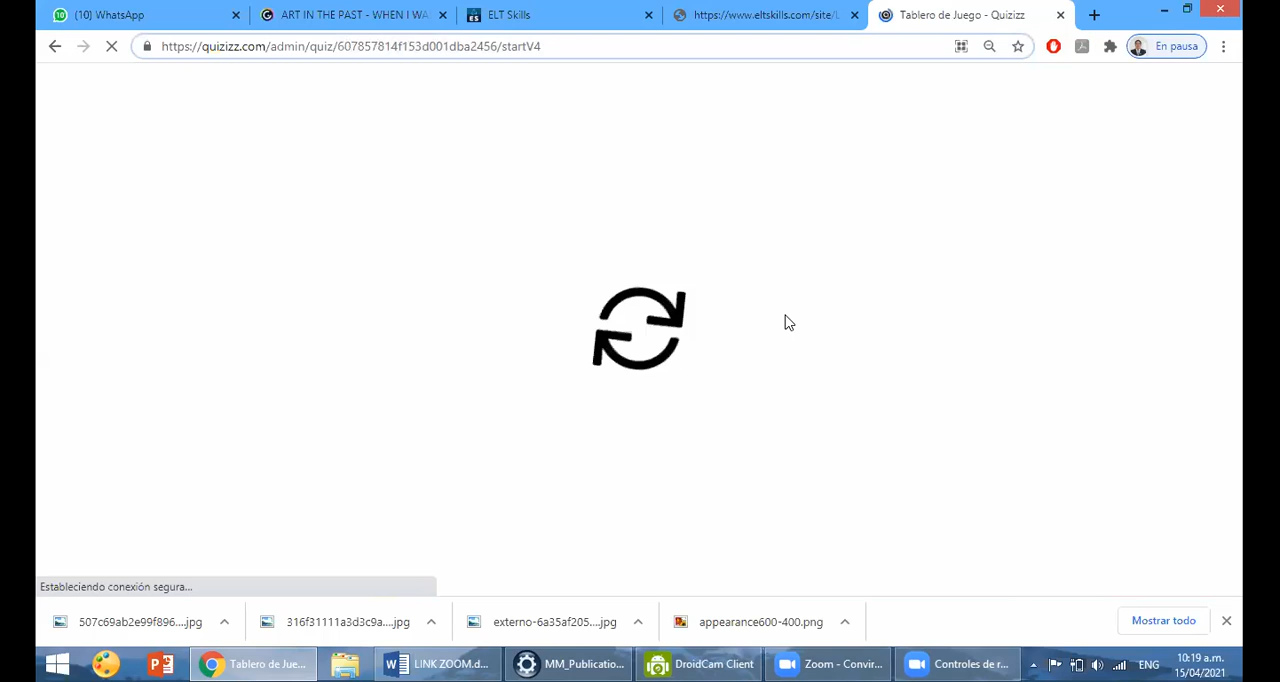 (10) WhatsApp
ART IN THE PAST - WHEN I WA
ELT Skills
https://www.eltskills.com/site/L
Tablero de Juego - Quizizz
https://quizizz.com/admin/quiz/607857814f153d001dba2456/startV4
En pausa
Estableciendo conexión segura...
507c69ab2e99f896....jpg
316f31111a3d3c9a....jpg
externo-6a35af205....jpg
appearance600-400.png
Mostrar todo
Tablero de Jue...
LINK ZOOM.d...
MM_Publicatio...
DroidCam Client
Zoom - Convir...
Controles de r...
ENG
10:19 a.m.
15/04/2021